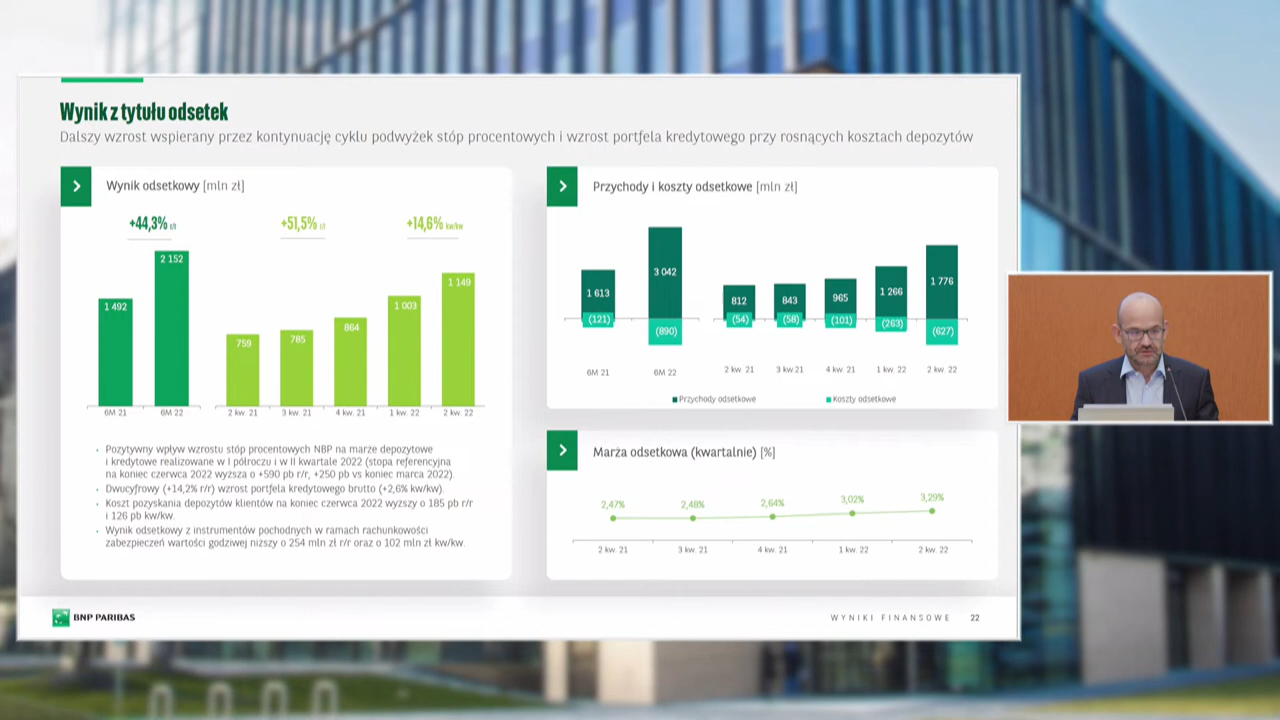 Wynik z tytułu odsetek
Dalszy wzrost wspierany przez kontynuację cyklu podwyżek stóp procentowych i wzrost portfela kredytowego przy rosnących kosztach depozytów
Wynik odsetkowy [mln zł]
+44,3% r/r
+51,5% r/r
+14,6% kw/kw
1 492
2 152
759
785
864
1 003
1 149
6M 21
6M 22
2 kw. 21
3 kw 21
4 kw. 21
1 kw. 22
2 kw. 22
• Pozytywny wpływ wzrostu stóp procentowych NBP na marże depozytowe
i kredytowe realizowane w I półroczu i w II kwartale 2022 (stopa referencyjna
na koniec czerwca 2022 wyższa o +590 pb r/r, +250 pb vs koniec marca 2022).
• Dwucyfrowy (+14,2% r/r) wzrost portfela kredytowego brutto (+2,6% kw/kw).
• Koszt pozyskania depozytów klientów na koniec czerwca 2022 wyższy o 185 pb r/r
i 126 pb kw/kw.
• Wynik odsetkowy z instrumentów pochodnych w ramach rachunkowości
zabezpieczeń wartości godziwej niższy o 254 mln zł r/r oraz o 102 mln zł kw/kw.
Przychody i koszty odsetkowe [mln zł]
1 613
3 042
812
843
965
1 266
1 776
(121)
(890)
(54)
(58)
(101)
(263)
(627)
6M 21
6M 22
2 kw. 21
3 kw 21
4 kw. 21
1 kw. 22
2 kw. 22
Przychody odsetkowe
Koszty odsetkowe
Marża odsetkowa (kwartalnie) [%]
2,47%
2,48%
2,64%
3,02%
3,29%
2 kw. 21
3 kw. 21
4 kw. 21
1 kw. 22
2 kw. 22
BNP PARIBAS
WYNIKI FINANSOWE 22